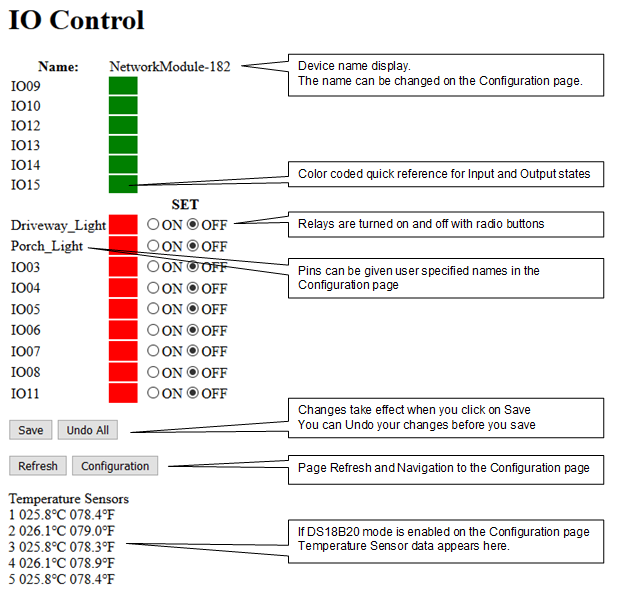 IO Control
Name: NetworkModule-182
Device name display.
The name can be changed on the Configuration page.
IO09
IO10
IO12
IO13
IO14
IO15
Color coded quick reference for Input and Output states
SET
Driveway_Light ON OFF
Relays are turned on and off with radio buttons
Porch_Light ON OFF
IO03 ON OFF
Pins can be given user specified names in the
Configuration page
IO04 ON OFF
IO05 ON OFF
IO06 ON OFF
IO07 ON OFF
IO08 ON OFF
IO11 ON OFF
Changes take effect when you click on Save
You can Undo your changes before you save
Save Undo All
Refresh Configuration
Page Refresh and Navigation to the Configuration page
Temperature Sensors
1 025.8°C 078.4°F
2 026.1°C 079.0°F
3 025.8°C 078.3°F
4 026.1°C 078.9°F
5 025.8°C 078.4°F
If DS18B20 mode is enabled on the Configuration page
Temperature Sensor data appears here.